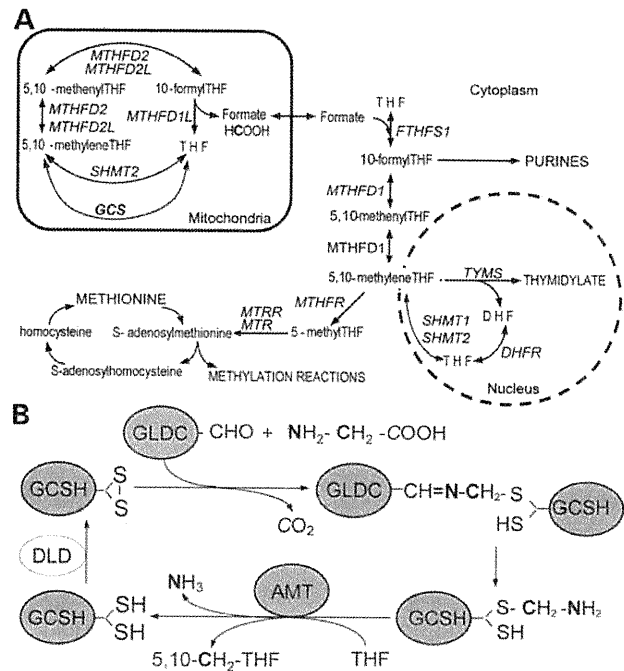 A
MTHFD2
MTHFD2L
5,10 -methenylTHF
10-formylTHF
MTHFD2
MTHFD2L
MTHFD1L
Formate
HCOOH
5,10 -methyleneTHF
THF
SHMT2
GCS
Mitochondria
Cytoplasm
THF
Formate
FTHFS1
10-formylTHF
PURINES
MTHFD1
5,10-methenylTHF
MTHFD1
5,10-methyleneTHF
TYMS
THYMIDYLATE
DHF
SHMT1
SHMT2
THF
DHFR
Nucleus
MTHFR
METHIONINE
MTRR
MTR
5 -methylTHF
homocysteine
S- adenosylmethionine
S-adenosylhomocysteine
METHYLATION REACTIONS
B
GLDC -CHO + NH2-CH2-COOH
GCSH S S
CO2
GLDC -CH=N-CH2-S
HS GCSH
DLD
NH3
AMT
GCSH SH SH
GCSH S-CH2-NH2 SH
5,10-CH2-THF
THF